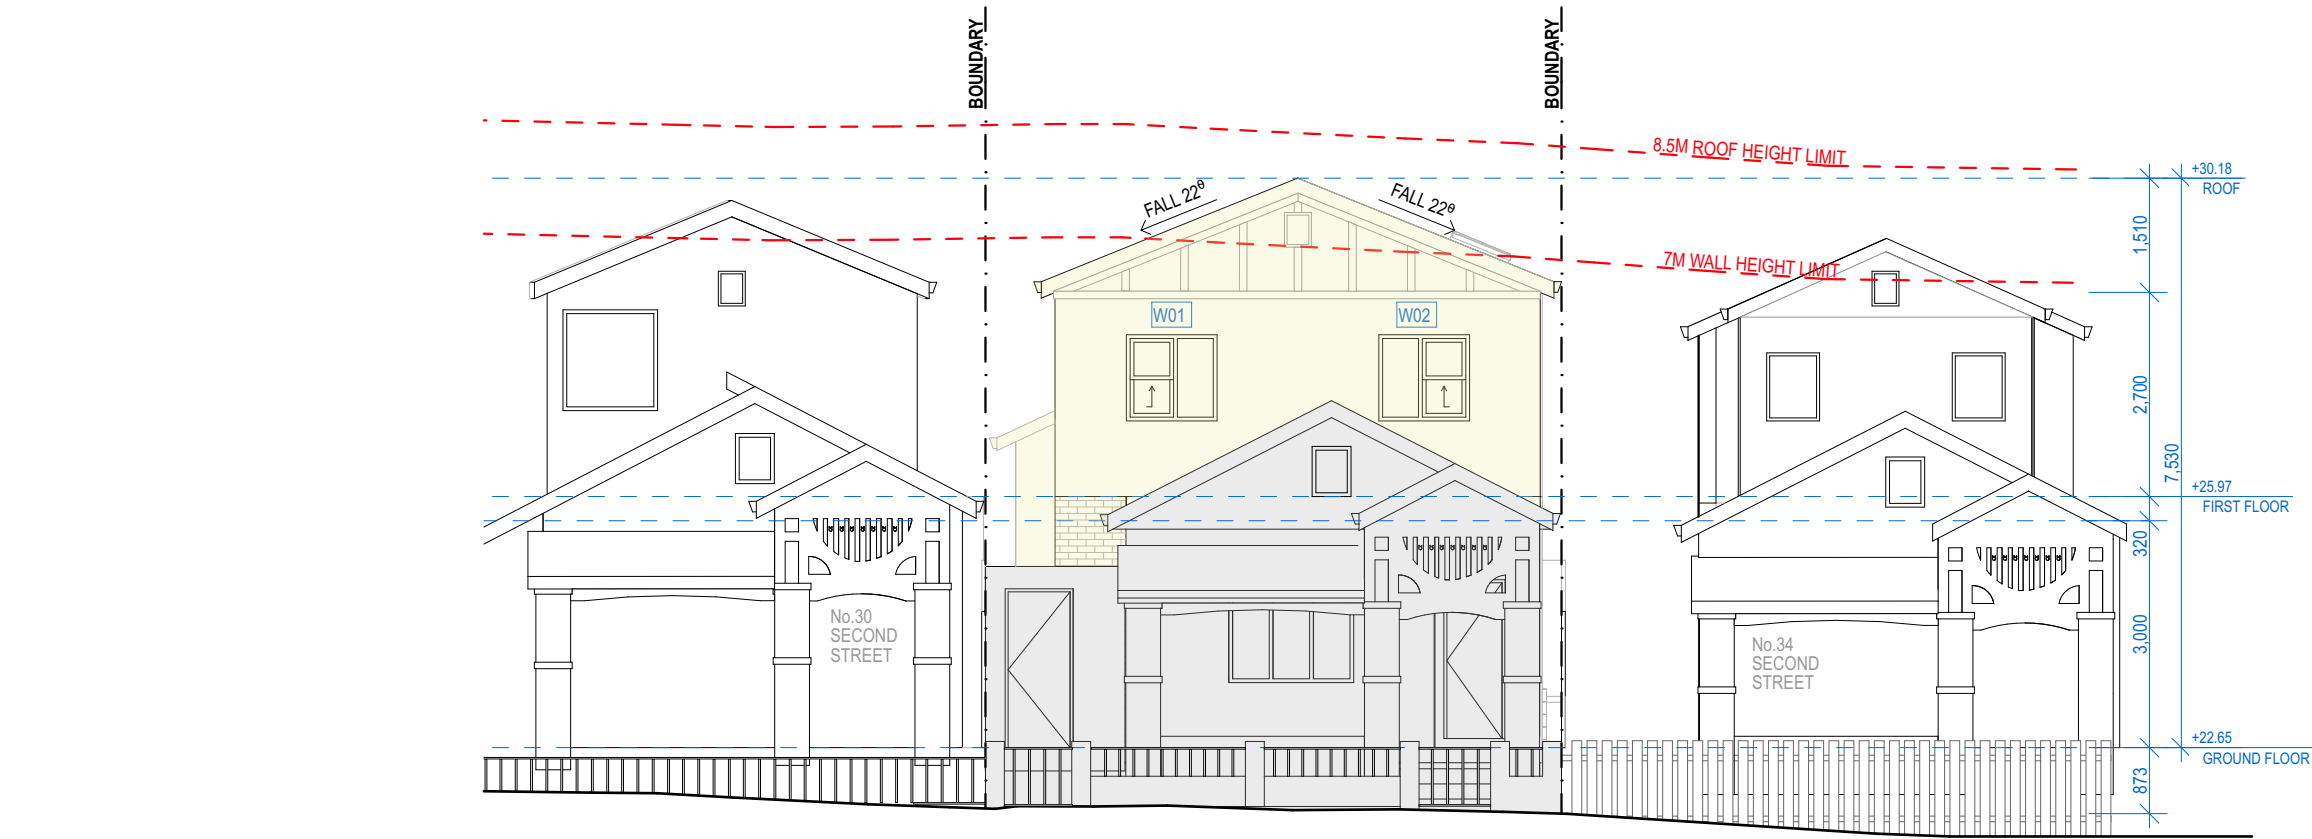 BOUNDARY
BOUNDARY
8.5M ROOF HEIGHT LIMIT
+30.18
ROOF
FALL 22θ
FALL 22θ
1,510
7M WALL HEIGHT LIMIT
W01
W02
2,700
7,530
+25.97
FIRST FLOOR
320
No.30
SECOND
STREET
No.34
SECOND
STREET
3,000
+22.65
GROUND FLOOR
873